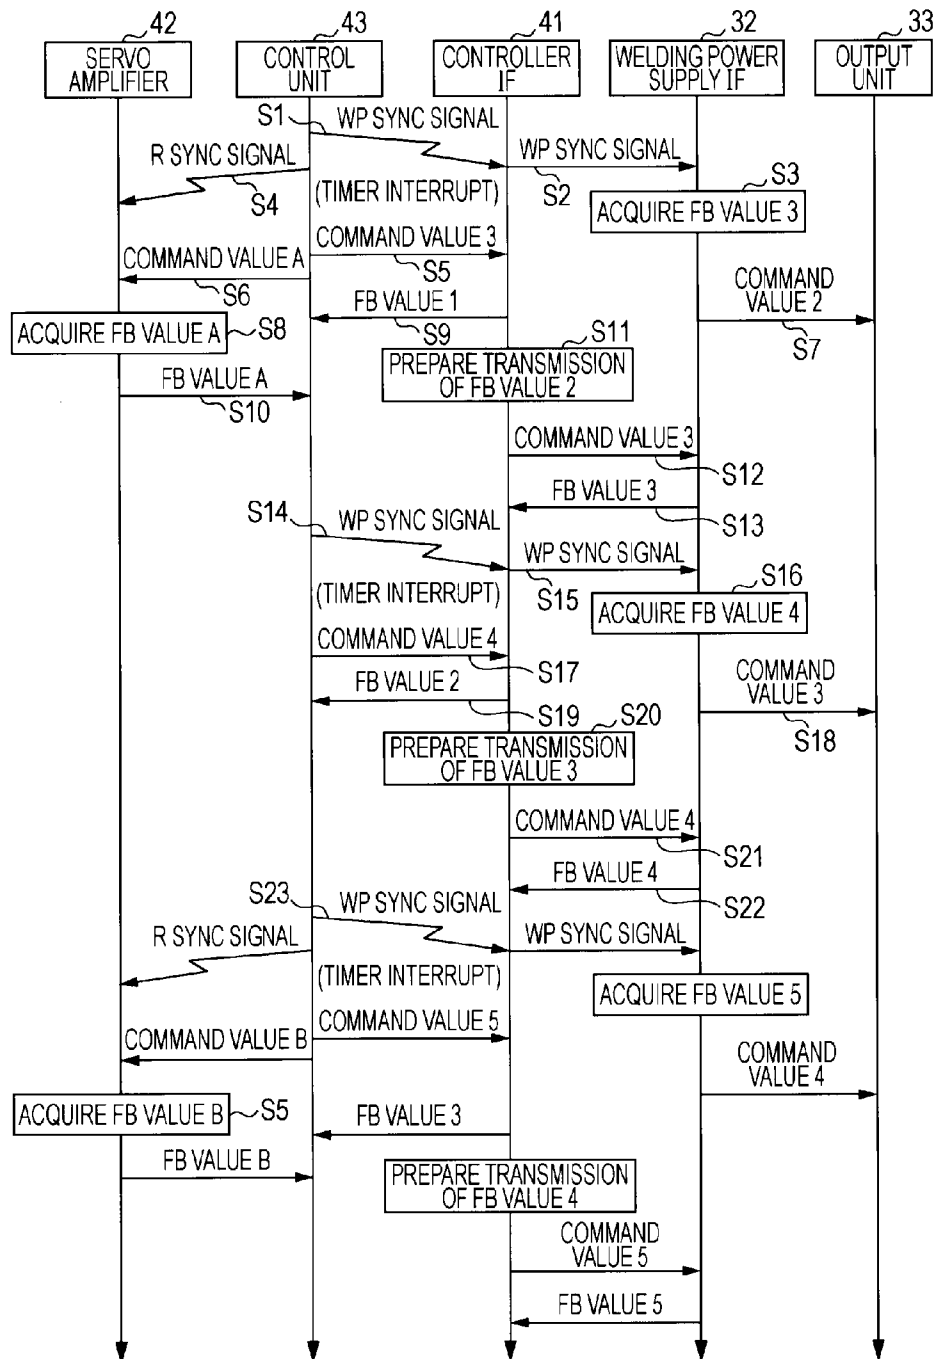 42
43
41
32
33
SERVO
AMPLIFIER
CONTROL
UNIT
CONTROLLER
IF
WELDING POWER
SUPPLY IF
OUTPUT
UNIT
S1
WP SYNC SIGNAL
R SYNC SIGNAL
WP SYNC SIGNAL
S4
S2
S3
(TIMER INTERRUPT)
ACQUIRE FB VALUE 3
COMMAND VALUE 3
COMMAND VALUE A
S5
S6
COMMAND
VALUE 2
FB VALUE 1
S7
ACQUIRE FB VALUE A
S8
S9
S11
PREPARE TRANSMISSION
OF FB VALUE 2
FB VALUE A
S10
COMMAND VALUE 3
S12
FB VALUE 3
S13
S14
WP SYNC SIGNAL
WP SYNC SIGNAL
S15
S16
(TIMER INTERRUPT)
ACQUIRE FB VALUE 4
COMMAND VALUE 4
S17
FB VALUE 2
COMMAND
VALUE 3
S19
S18
S20
PREPARE TRANSMISSION
OF FB VALUE 3
COMMAND VALUE 4
S21
FB VALUE 4
S22
S23
WP SYNC SIGNAL
R SYNC SIGNAL
WP SYNC SIGNAL
(TIMER INTERRUPT)
ACQUIRE FB VALUE 5
COMMAND VALUE 5
COMMAND VALUE B
COMMAND
VALUE 4
ACQUIRE FB VALUE B
S5
FB VALUE 3
FB VALUE B
PREPARE TRANSMISSION
OF FB VALUE 4
COMMAND
VALUE 5
FB VALUE 5